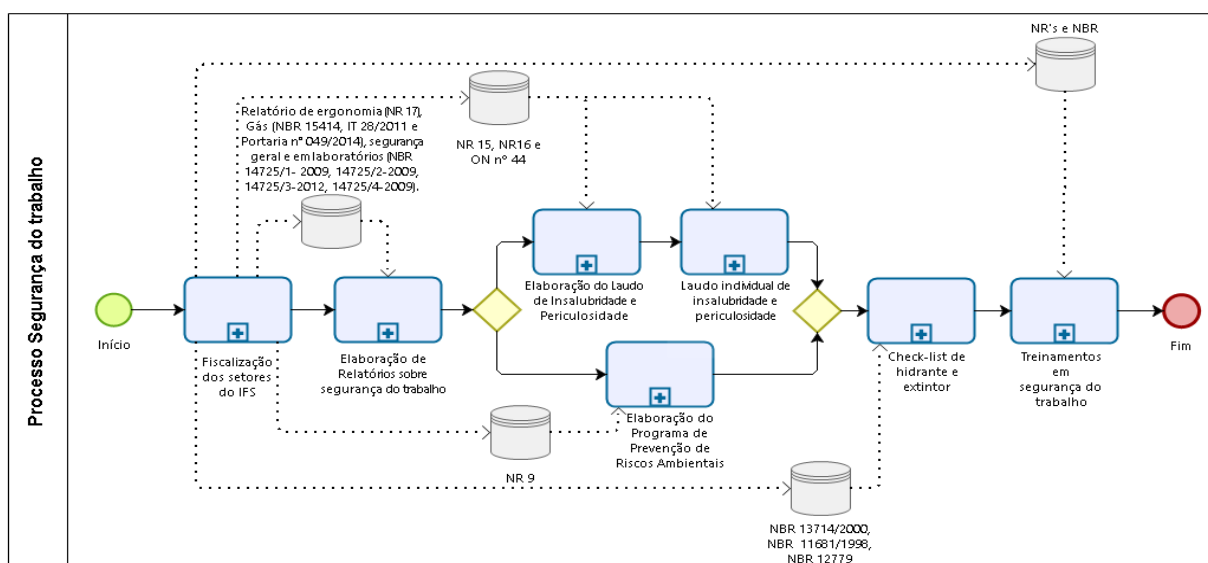 Processo Segurança do trabalho
NR's e NBR
Relatório de ergonomia (NR 17),
Gás (NBR 15414, IT 28/2011 e
Portaria n° 049/2014), segurança
geral e em laboratórios (NBR
14725/1- 2009, 14725/2-2009,
14725/3-2012, 14725/4-2009).
NR 15, NR16 e
ON n° 44
Início
Fiscalização
dos setores
do IFS
Elaboração de
Relatórios sobre
segurança do trabalho
Elaboração do Laudo
de Insalubridade e
Periculosidade
Laudo individual de
insalubridade e
periculosidade
Elaboração do
Programa de
Prevenção de
Riscos Ambientais
Check-list de
hidrante e
extintor
Treinamentos
em
segurança do
trabalho
Fim
NR 9
NBR 13714/2000,
NBR 11681/1998,
NBR 12779